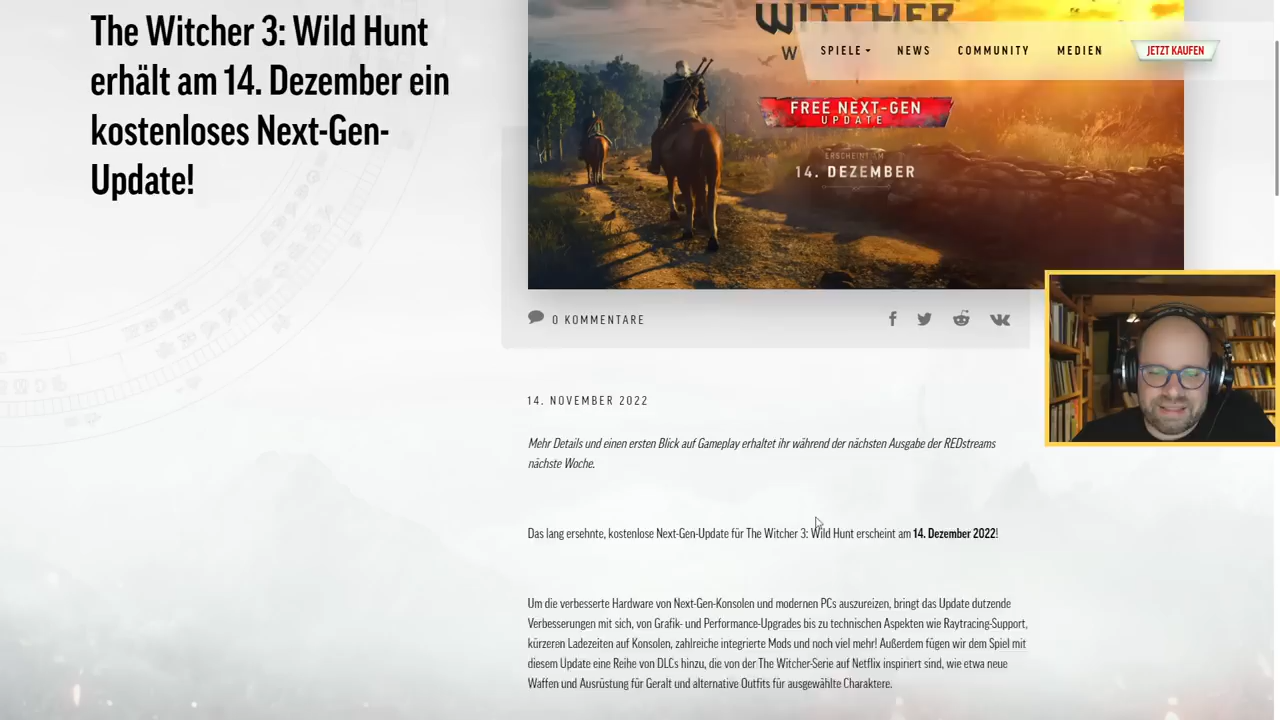 The Witcher 3: Wild Hunt
erhält am 14. Dezember ein
kostenloses Next-Gen-
Update!
WITCHER
W
SPIELE
NEWS
COMMUNITY
MEDIEN
JETZT KAUFEN
FREE NEXT-GEN
UPDATE
ERSCHEINT AM
14. DEZEMBER
0 KOMMENTARE
14. NOVEMBER 2022
Mehr Details und einen ersten Blick auf Gameplay erhaltet ihr während der nächsten Ausgabe der REDstreams
nächste Woche.
Das lang ersehnte, kostenlose Next-Gen-Update für The Witcher 3: Wild Hunt erscheint am 14. Dezember 2022!
Um die verbesserte Hardware von Next-Gen-Konsolen und modernen PCs auszureizen, bringt das Update dutzende
Verbesserungen mit sich, von Grafik- und Performance-Upgrades bis zu technischen Aspekten wie Raytracing-Support,
kürzeren Ladezeiten auf Konsolen, zahlreiche integrierte Mods und noch viel mehr! Außerdem fügen wir dem Spiel mit
diesem Update eine Reihe von DLCs hinzu, die von der The Witcher-Serie auf Netflix inspiriert sind, wie etwa neue
Waffen und Ausrüstung für Geralt und alternative Outfits für ausgewählte Charaktere.